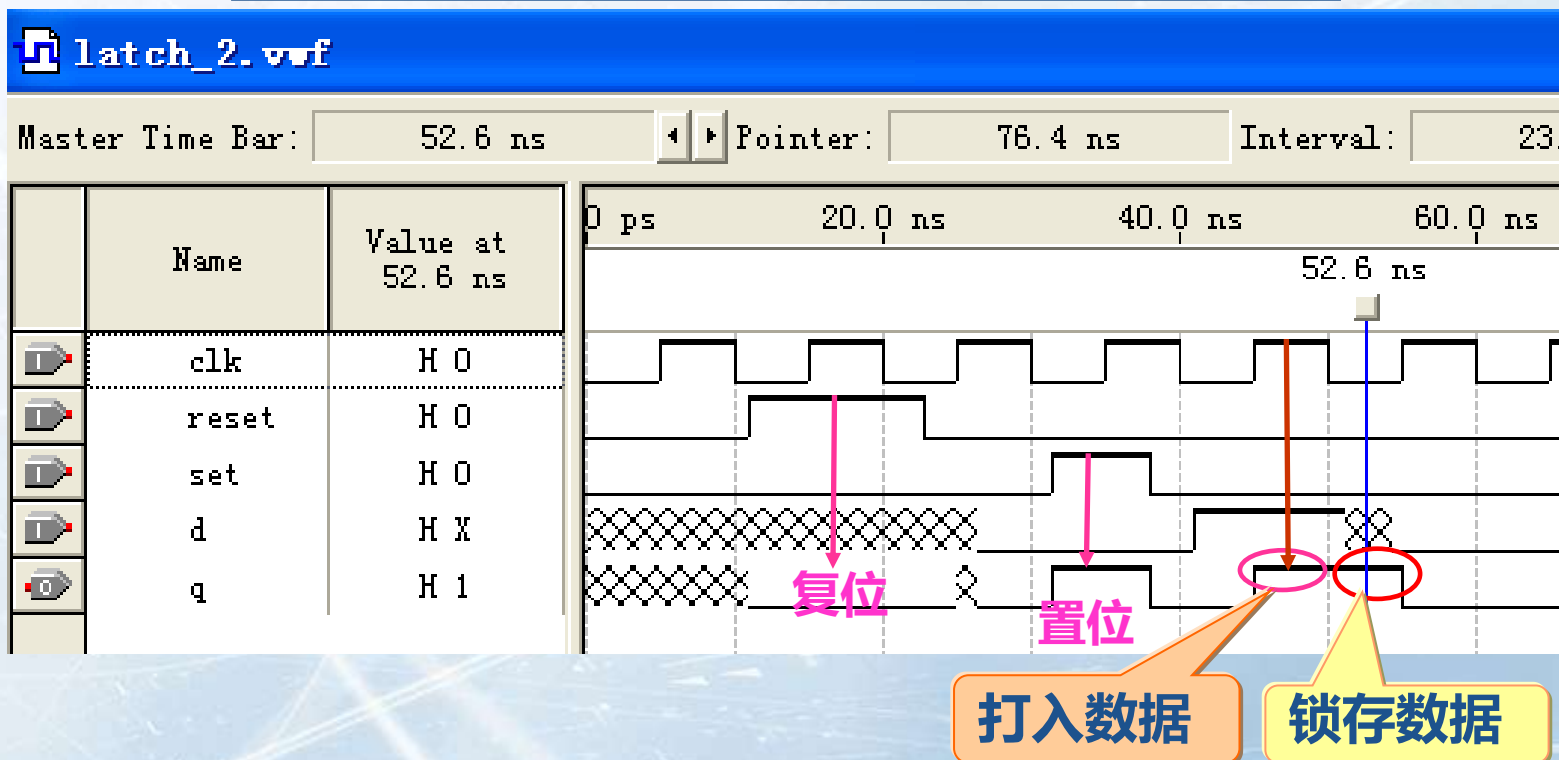 latch_2.vwf
Master Time Bar: 52.6 ns Pointer: 76.4 ns Interval: 23.
Name Value at 52.6 ns 0 ps 20.0 ns 40.0 ns 60.0 ns
52.6 ns
clk H 0
reset H 0
set H 0
d H X
q H 1
复位
置位
打入数据 锁存数据